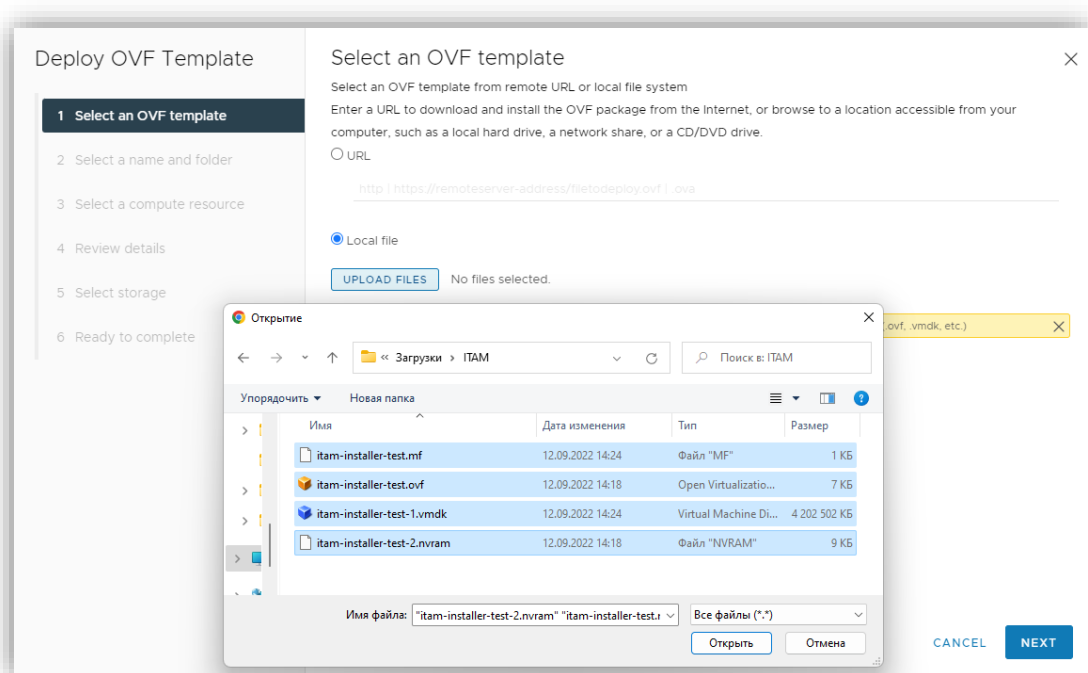 Deploy OVF Template
1 Select an OVF template
2 Select a name and folder
3 Select a compute resource
4 Review details
5 Select storage
6 Ready to complete
Select an OVF template
Select an OVF template from remote URL or local file system
Enter a URL to download and install the OVF package from the Internet, or browse to a location accessible from your
computer, such as a local hard drive, a network share, or a CD/DVD drive.
URL
http | https://remoteserver-address/filetodeploy.ovf | .ova
Local file
UPLOAD FILES No files selected.
.ovf, .vmdk, etc.)
Открытие
« Загрузки > ITAM
Поиск в: ITAM
Упорядочить Новая папка
Имя Дата изменения Тип Размер
itam-installer-test.mf 12.09.2022 14:24 Файл "MF" 1 КБ
itam-installer-test.ovf 12.09.2022 14:18 Open Virtualizatio... 7 КБ
itam-installer-test-1.vmdk 12.09.2022 14:24 Virtual Machine Di... 4 202 502 КБ
itam-installer-test-2.nvram 12.09.2022 14:18 Файл "NVRAM" 9 КБ
Имя файла: "itam-installer-test-2.nvram" "itam-installer-test.
Все файлы (*.*)
Открыть Отмена
CANCEL NEXT